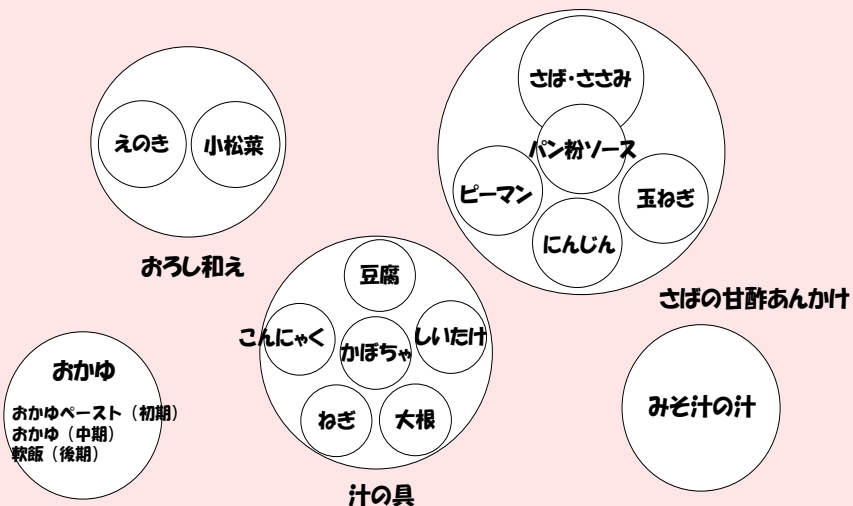 さば・ささみ
パン粉ソース
ピーマン
玉ねぎ
にんじん
さばの甘酢あんかけ
えのき
小松菜
おろし和え
豆腐
こんにゃく
かぼちゃ
しいたけ
ねぎ
大根
汁の具
おかゆ
おかゆペースト（初期）
おかゆ（中期）
軟飯（後期）
みそ汁の汁